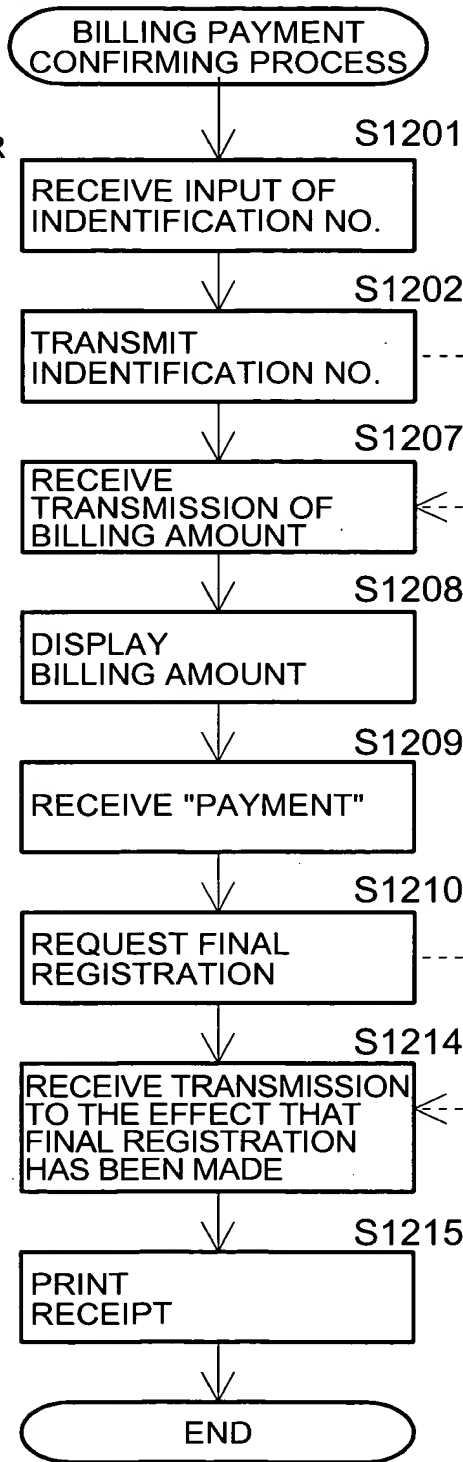 BILLING PAYMENT
CONFIRMING PROCESS
R
S1201
RECEIVE INPUT OF
INDENTIFICATION NO.
S1202
TRANSMIT
INDENTIFICATION NO.
S1207
RECEIVE
TRANSMISSION OF
BILLING AMOUNT
S1208
DISPLAY
BILLING AMOUNT
S1209
RECEIVE "PAYMENT"
S1210
REQUEST FINAL
REGISTRATION
S1214
RECEIVE TRANSMISSION
TO THE EFFECT THAT
FINAL REGISTRATION
HAS BEEN MADE
S1215
PRINT
RECEIPT
END